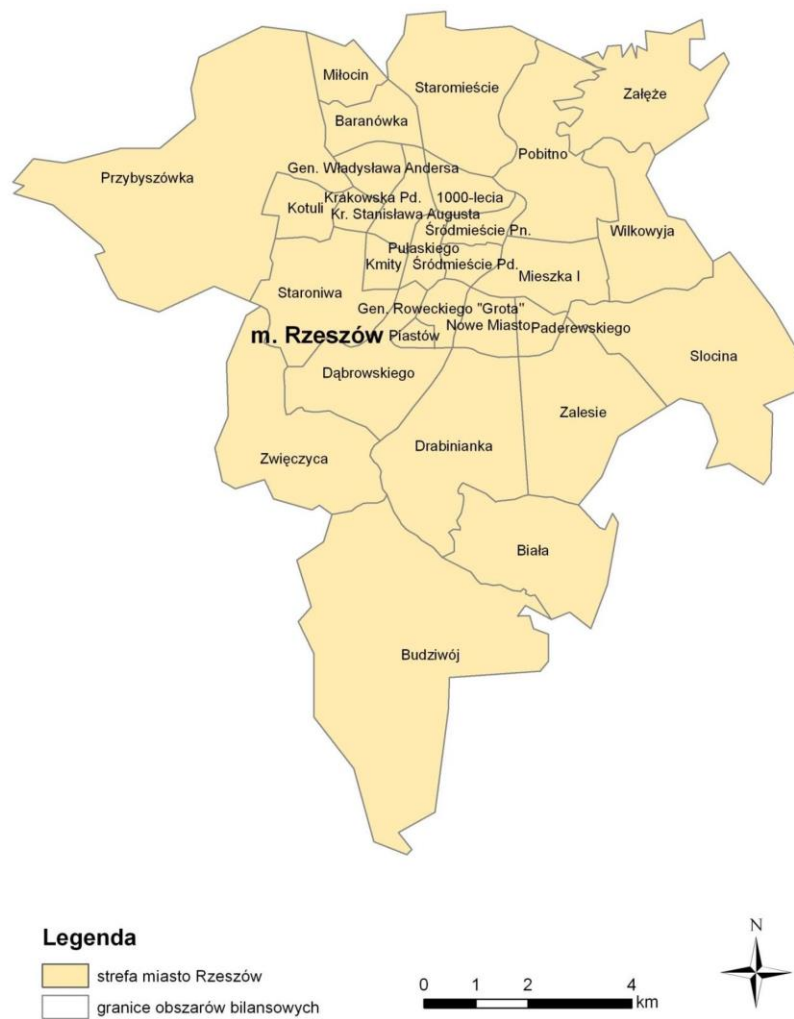 Miłocin
Staromieście
Załęże
Baranówka
Pobitno
Gen. Władysława Andersa
Przybyszówka
Krakowska Pd.
1000-lecia
Kotuli
Kr. Stanisława Augusta
Śródmieście Pn.
Wilkowyja
Pułaskiego
Kmity
Śródmieście Pd.
Mieszka I
Staroniwa
Gen. Roweckiego "Grota"
m. Rzeszów
Piastów
Nowe Miasto
Paderewskiego
Slocina
Dąbrowskiego
Zalesie
Drabinianka
Zwięczyca
Biała
Budziwój
Legenda
strefa miasto Rzeszów
granice obszarów bilansowych
0 1 2 4
km
N